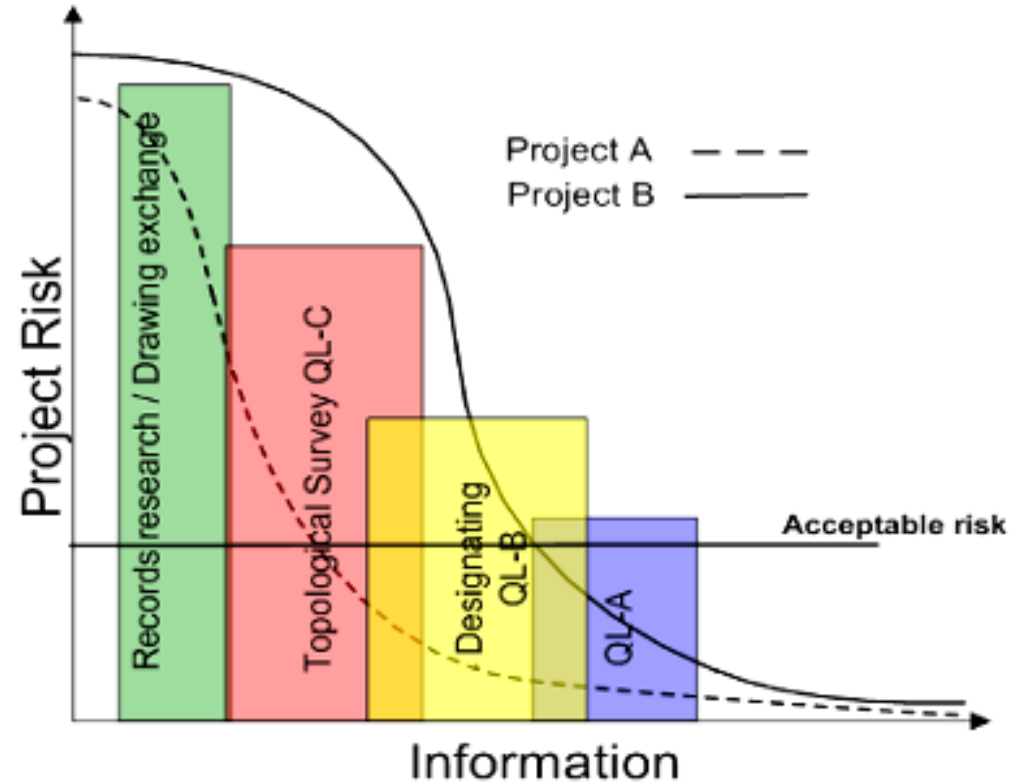 Project A
Project B
Project Risk
Records research / Drawing exchange
Topological Survey QL-C
Designating
QL-B
QL-A
Acceptable risk
Information